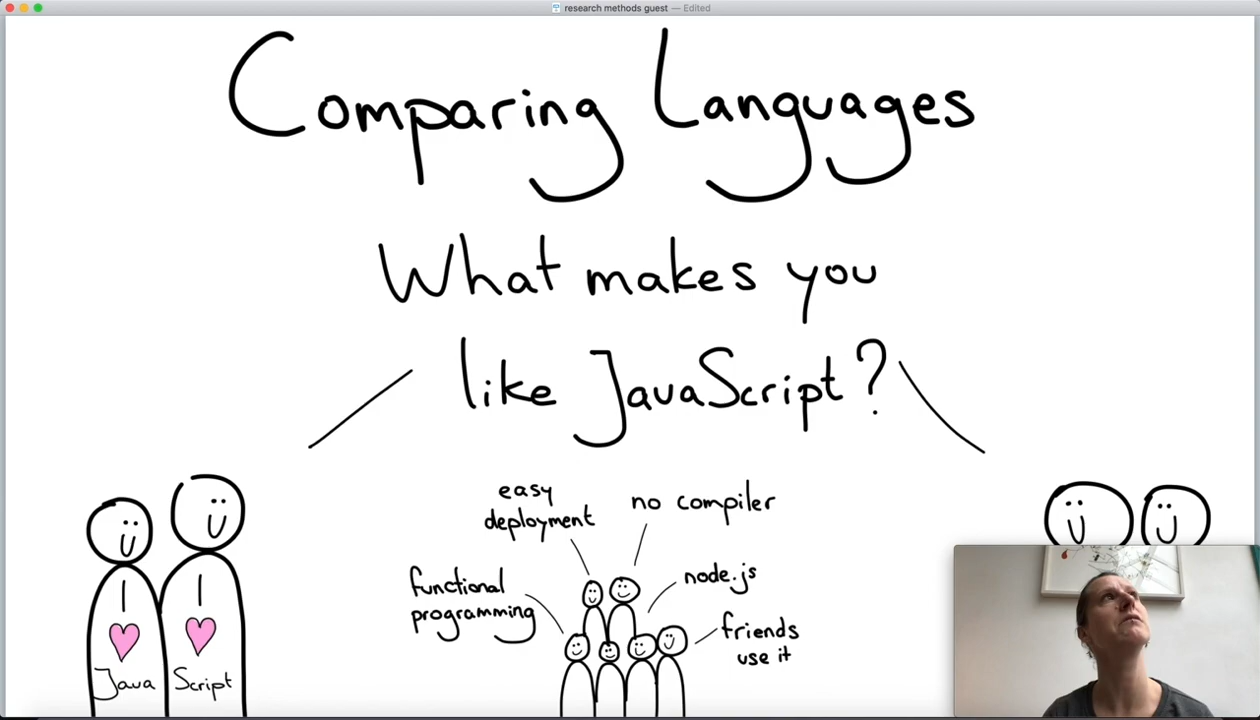 research methods guest — Edited
Comparing Languages
What makes you
like JavaScript?
easy
deployment
no compiler
functional
programming
node.js
friends
use it
I I
Java Script